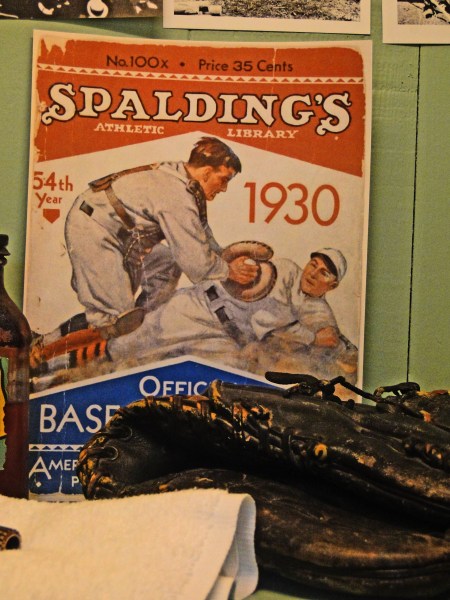 No.100x • Price 35 Cents
SPALDING'S
ATHLETIC LIBRARY
54th
Year
1930
OFFIC
BASE
AMER
P